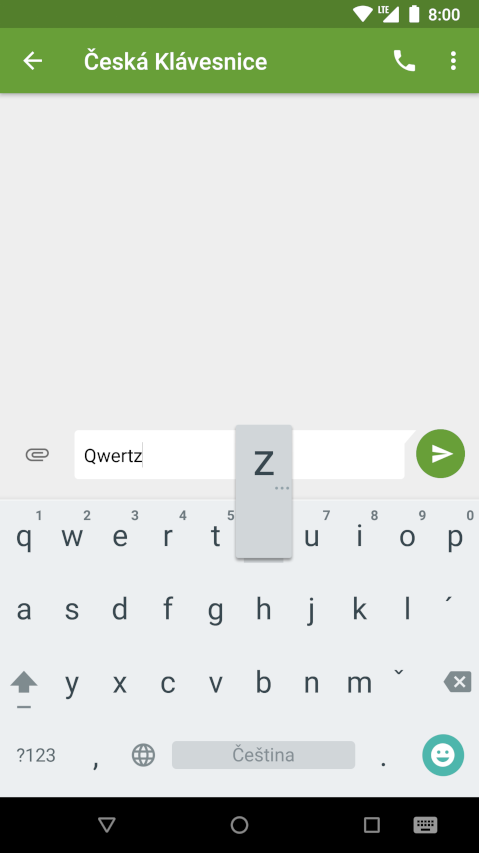 LTE 8:00
Česká Klávesnice
Qwertz
z
…
1 2 3 4 5 7 8 9 0
q w e r t u i o p
a s d f g h j k l ´
y x c v b n m ˇ
?123 , Čeština .